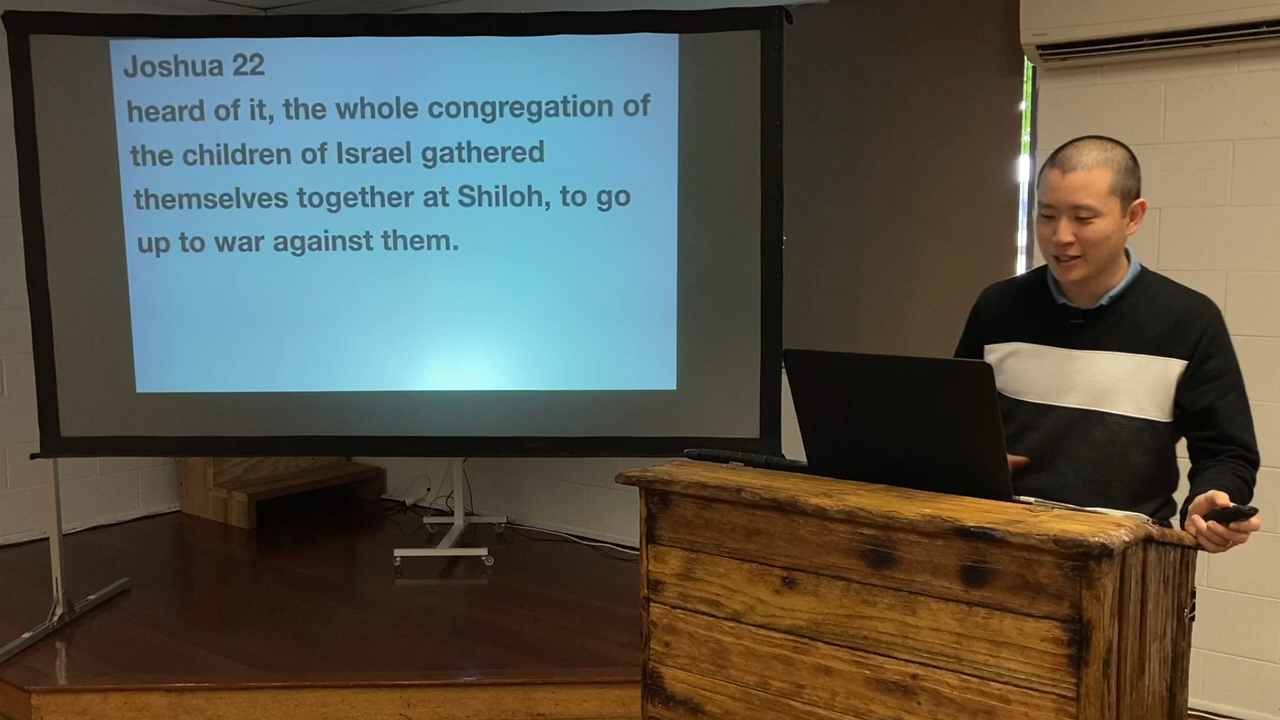 Joshua 22
heard of it, the whole congregation of
the children of Israel gathered
themselves together at Shiloh, to go
up to war against them.